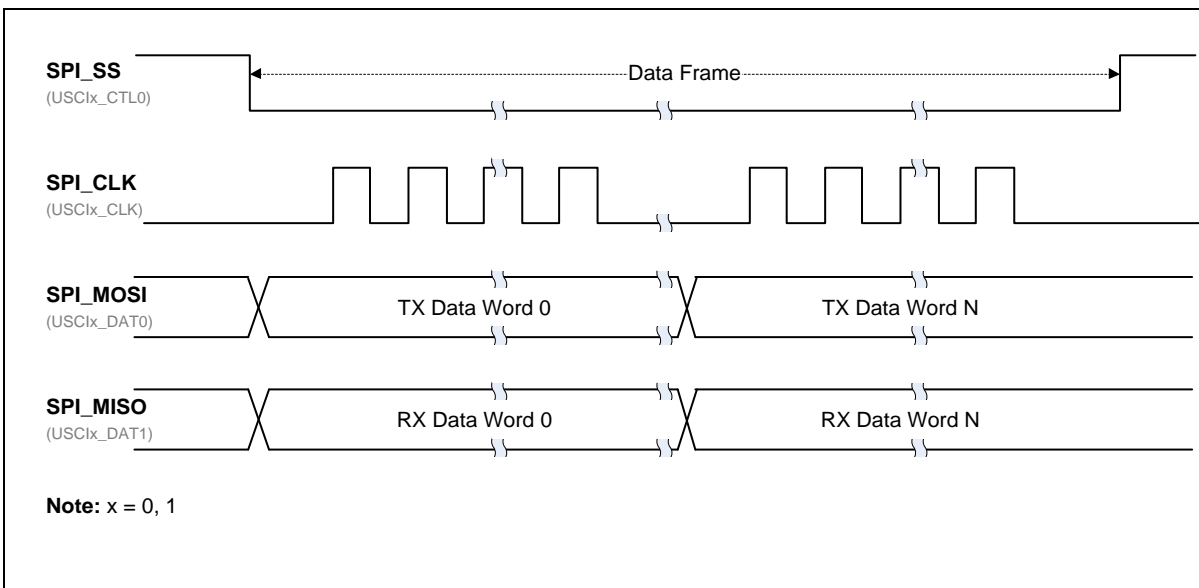 SPI_SS
(USCIx_CTL0)
Data Frame
SPI_CLK
(USCIx_CLK)
SPI_MOSI
(USCIx_DAT0)
TX Data Word 0
TX Data Word N
SPI_MISO
(USCIx_DAT1)
RX Data Word 0
RX Data Word N
Note: x = 0, 1